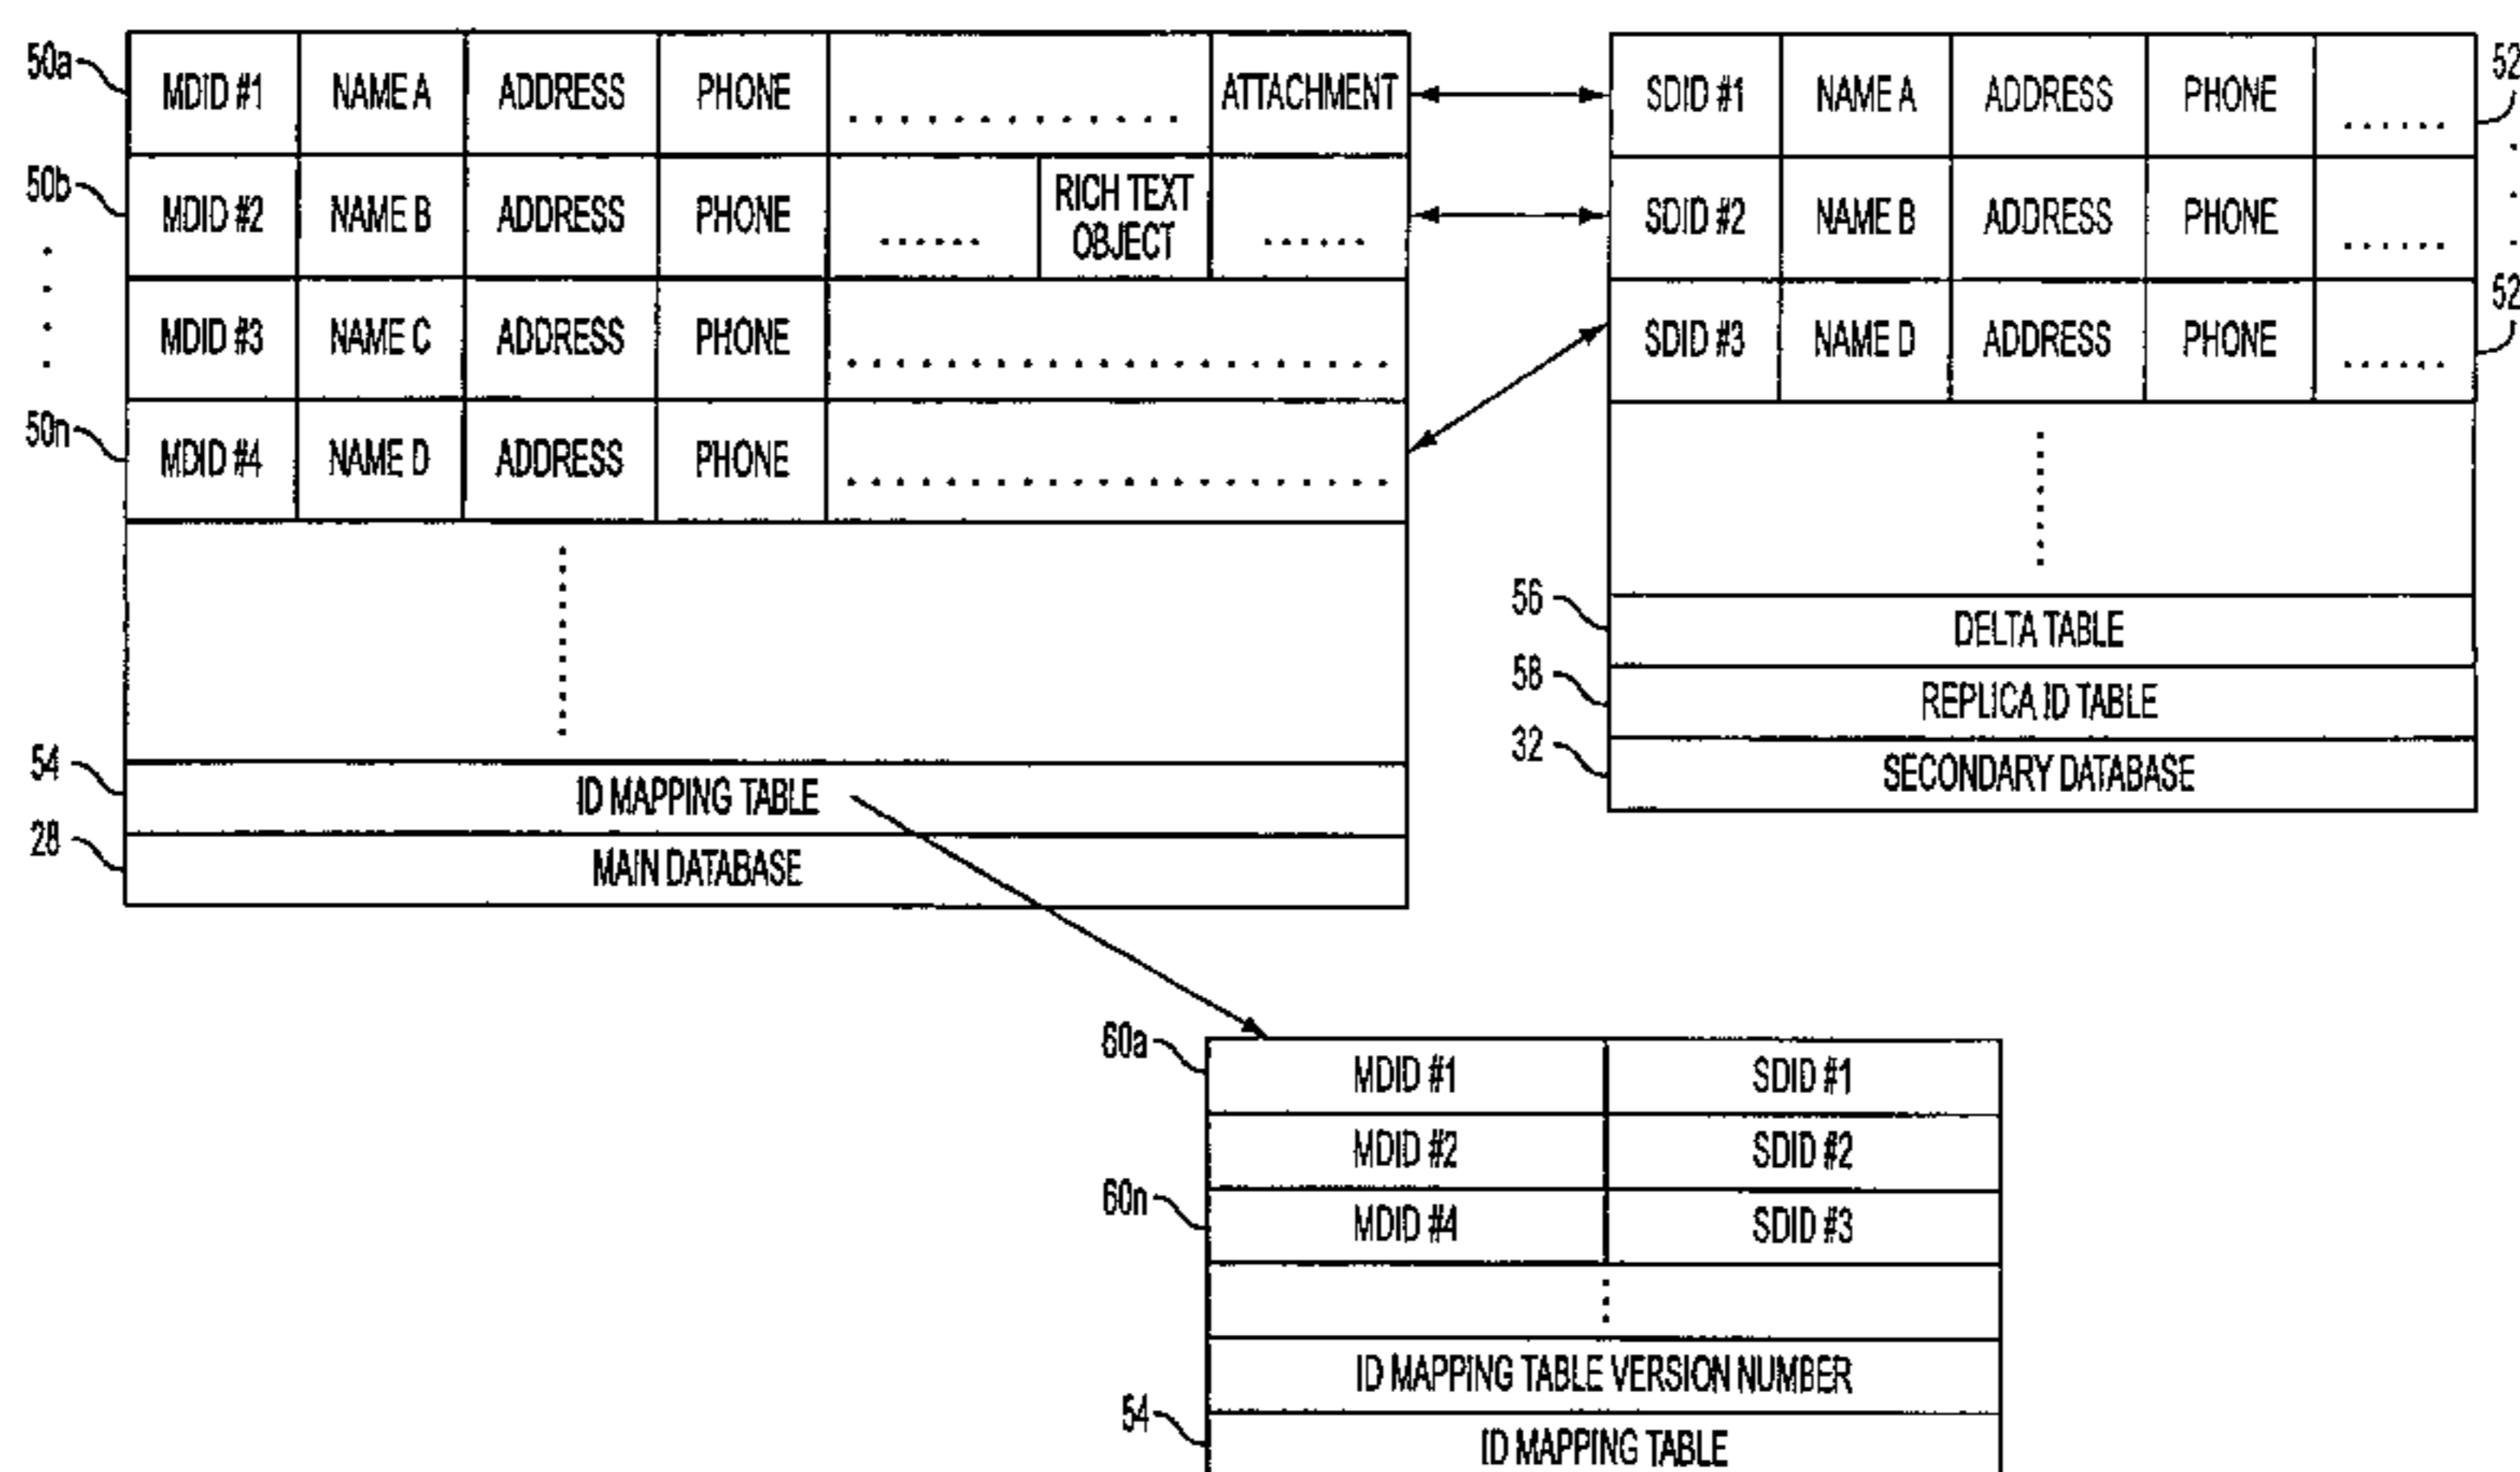 50a MDID #1 NAME A ADDRESS PHONE .............. ATTACHMENT
50b MDID #2 NAME B ADDRESS PHONE ...... RICH TEXT OBJECT ......
MDID #3 NAME C ADDRESS PHONE ......................
50n MDID #4 NAME D ADDRESS PHONE ......................
54 ID MAPPING TABLE
28 MAIN DATABASE
SDID #1 NAME A ADDRESS PHONE ...... 52
SDID #2 NAME B ADDRESS PHONE ......
SDID #3 NAME D ADDRESS PHONE ...... 52
56 DELTA TABLE
58 REPLICA ID TABLE
32 SECONDARY DATABASE
60a MDID #1 SDID #1
MDID #2 SDID #2
60n MDID #4 SDID #3
ID MAPPING TABLE VERSION NUMBER
54 ID MAPPING TABLE